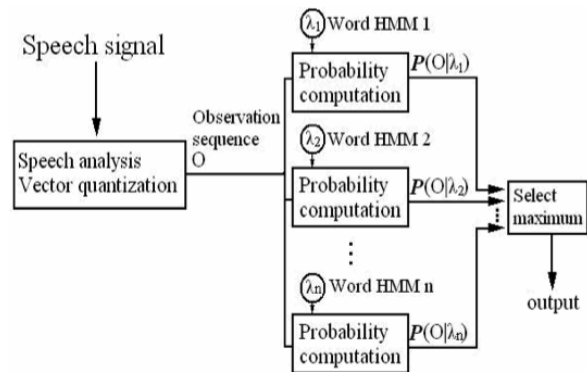 Speech signal
Speech analysis
Vector quantization
Observation
sequence
O
λ1 Word HMM 1
Probability
computation
P(O|λ1)
λ2 Word HMM 2
Probability
computation
P(O|λ2)
λn Word HMM n
Probability
computation
P(O|λn)
Select
maximum
output